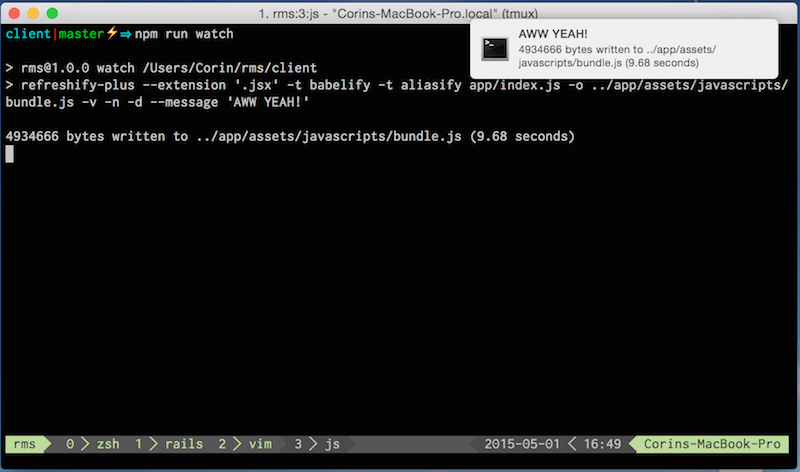 1. rms:3:js - "Corins-MacBook-Pro.local" (tmux)
client|master⚡⇒npm run watch
AWW YEAH!
4934666 bytes written to ../app/assets/
javascripts/bundle.js (9.68 seconds)
> rms@1.0.0 watch /Users/Corin/rms/client
> refreshify-plus --extension '.jsx' -t babelify -t aliasify app/index.js -o ../app/assets/javascripts/
bundle.js -v -n -d --message 'AWW YEAH!'
4934666 bytes written to ../app/assets/javascripts/bundle.js (9.68 seconds)
rms 0 > zsh 1 > rails 2 > vim 3 > js 2015-05-01 < 16:49 Corins-MacBook-Pro